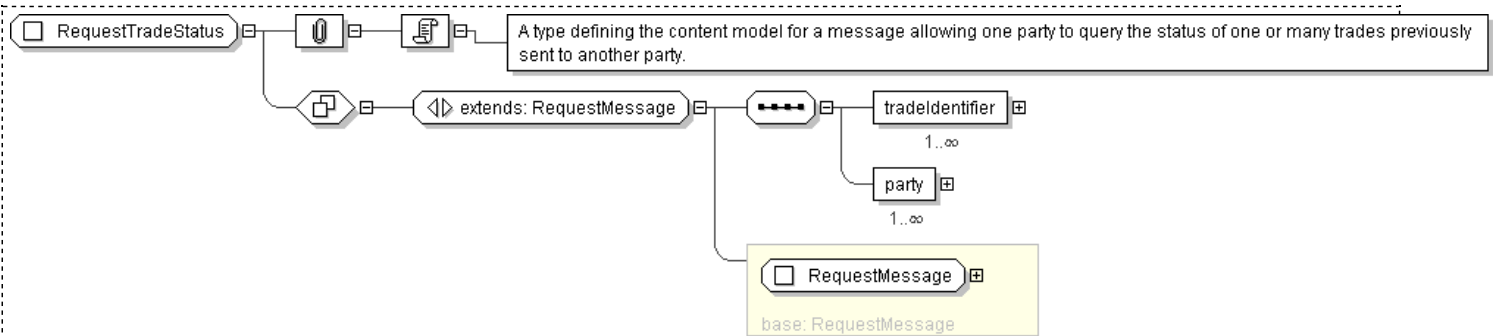 RequestTradeStatus
A type defining the content model for a message allowing one party to query the status of one or many trades previously
sent to another party.
extends: RequestMessage
tradeIdentifier
1..∞
party
1..∞
RequestMessage
base: RequestMessage